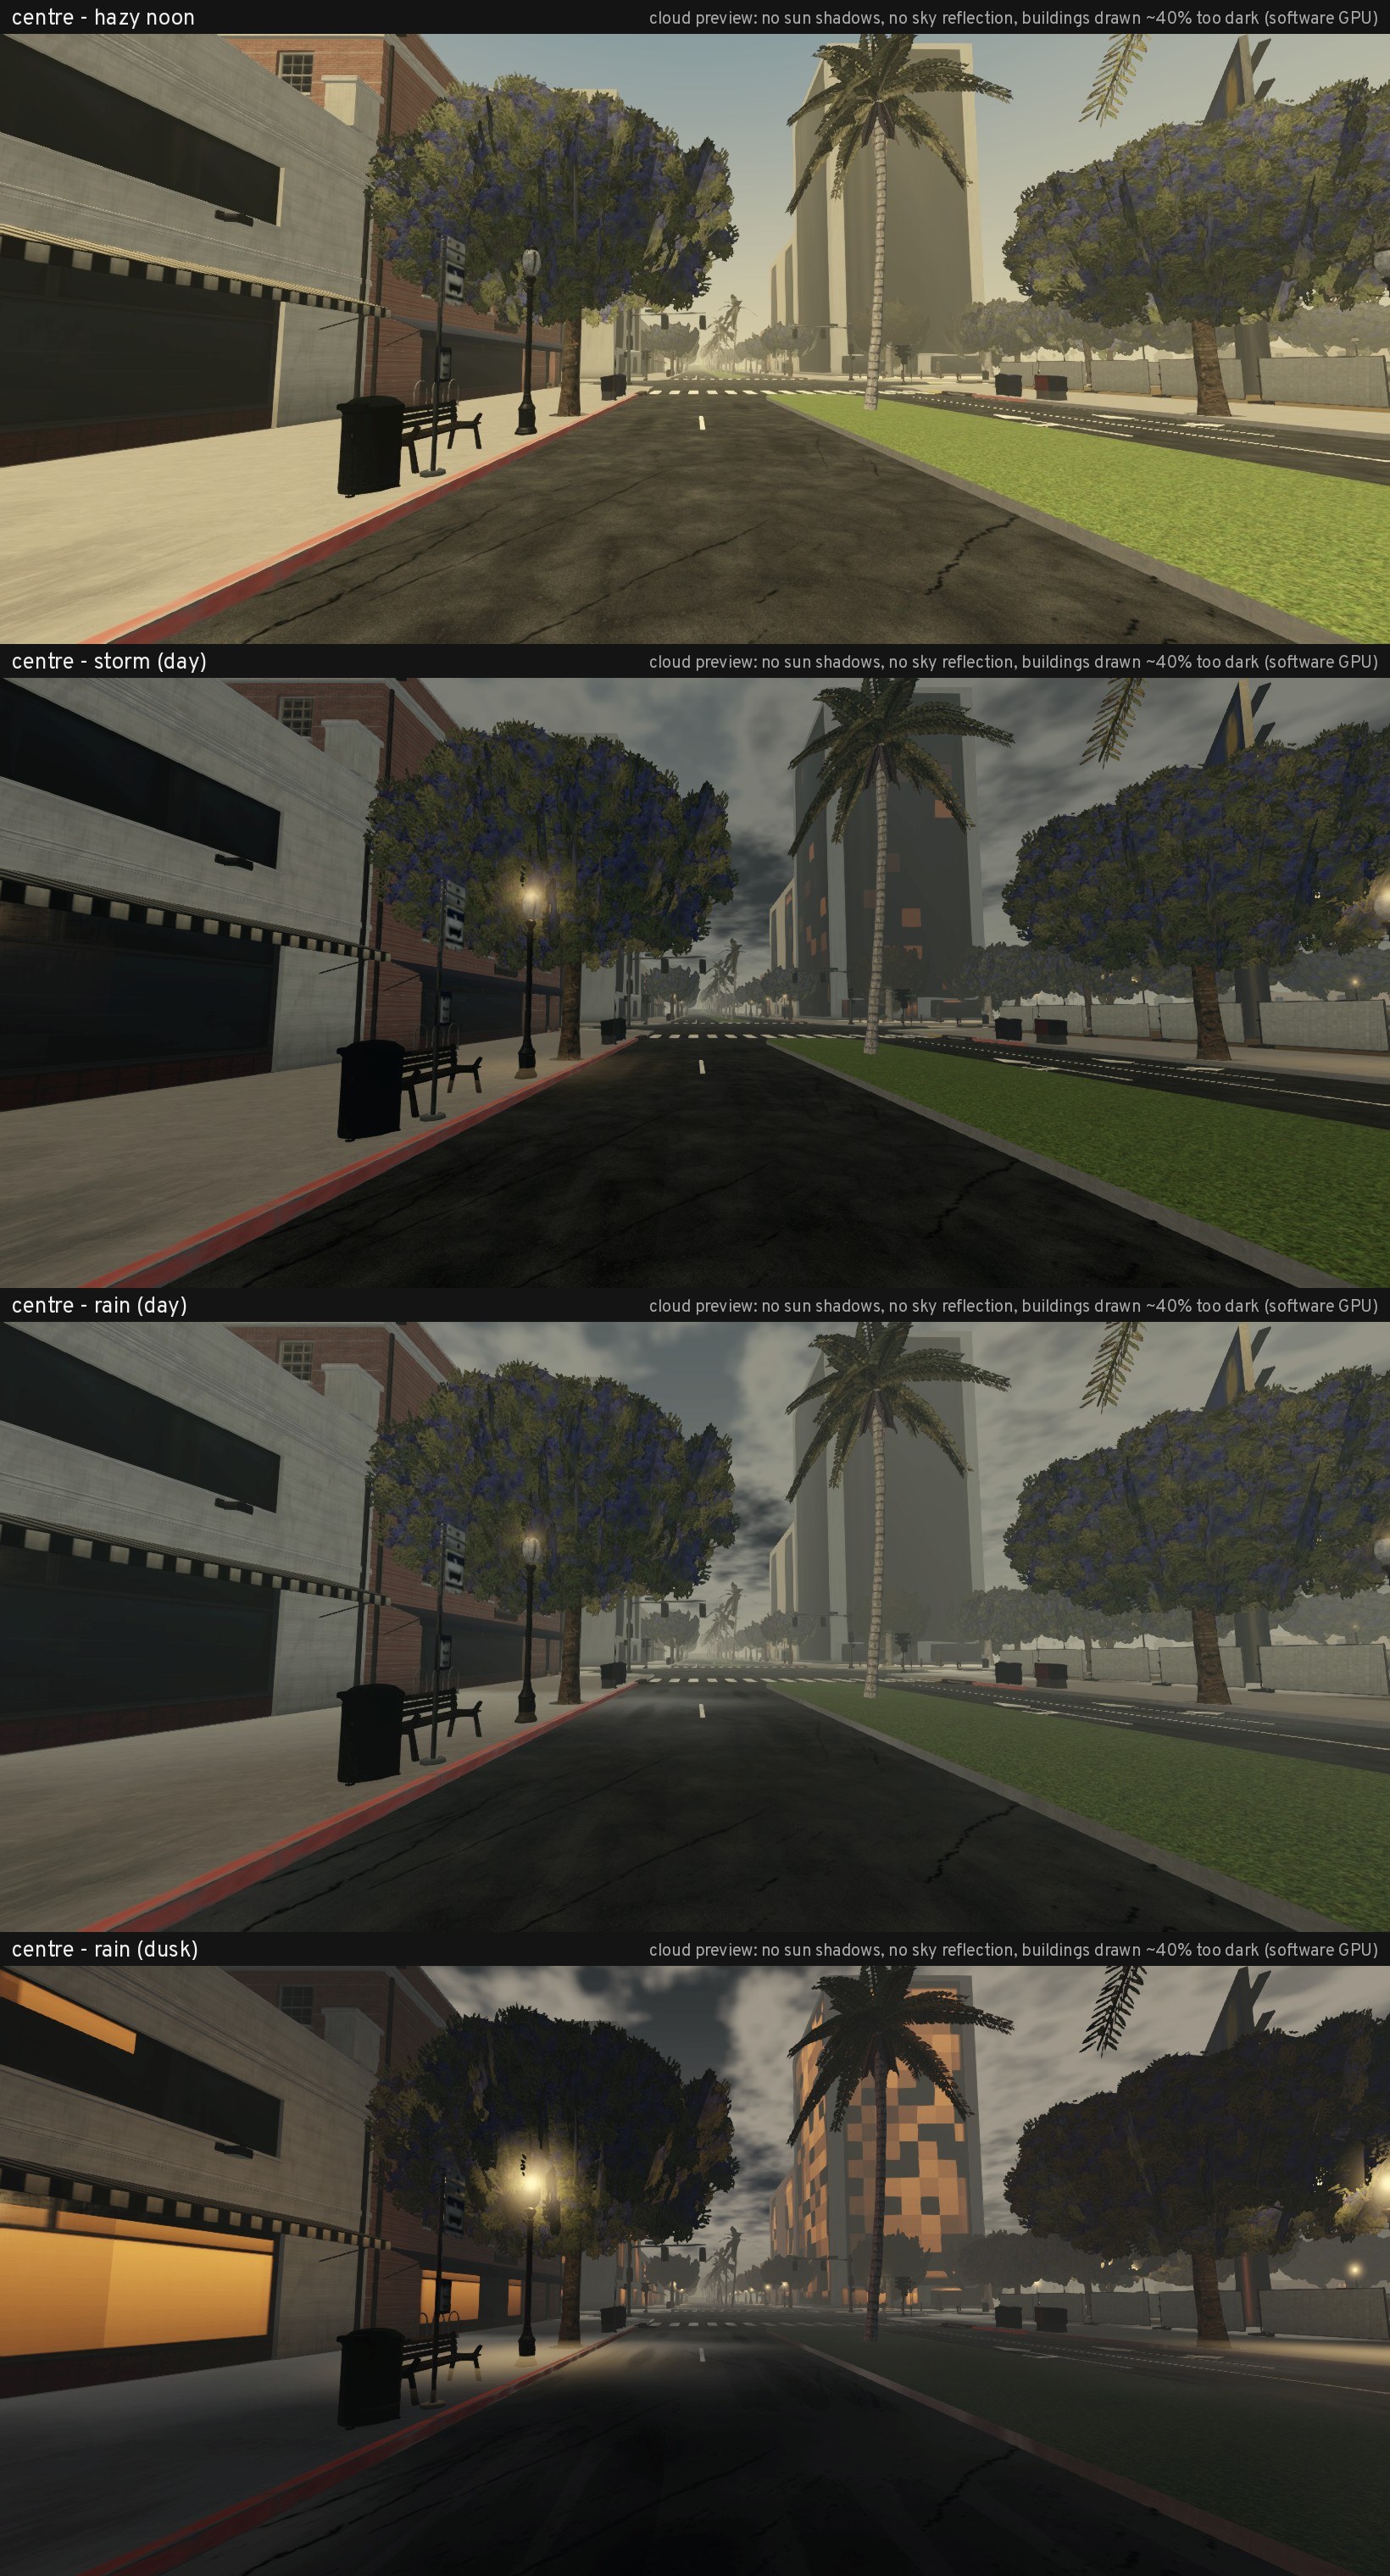 centre - hazy noon
cloud preview: no sun shadows, no sky reflection, buildings drawn ~40% too dark (software GPU)
centre - storm (day)
cloud preview: no sun shadows, no sky reflection, buildings drawn ~40% too dark (software GPU)
centre - rain (day)
cloud preview: no sun shadows, no sky reflection, buildings drawn ~40% too dark (software GPU)
centre - rain (dusk)
cloud preview: no sun shadows, no sky reflection, buildings drawn ~40% too dark (software GPU)